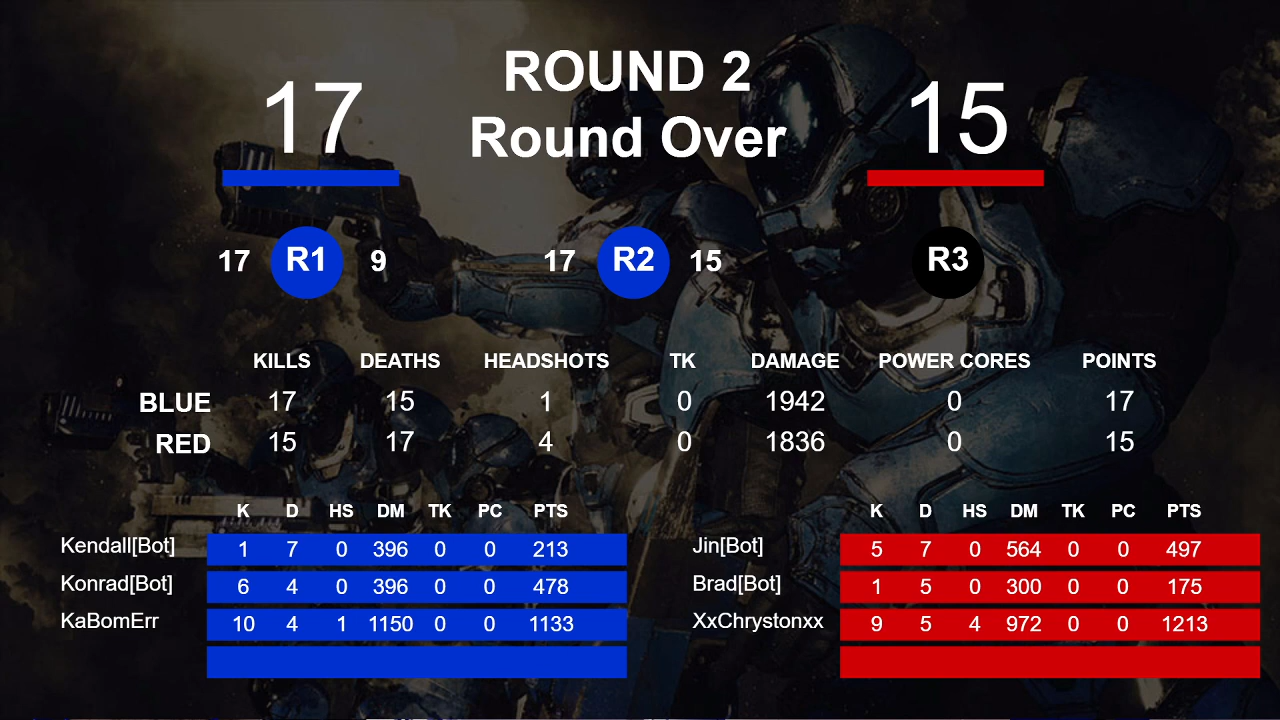 ROUND 2
17 Round Over 15
17 R1 9 17 R2 15 R3
KILLS DEATHS HEADSHOTS TK DAMAGE POWER CORES POINTS
BLUE 17 15 1 0 1942 0 17
RED 15 17 4 0 1836 0 15
K D HS DM TK PC PTS K D HS DM TK PC PTS
Kendall[Bot] 1 7 0 396 0 0 213 Jin[Bot] 5 7 0 564 0 0 497
Konrad[Bot] 6 4 0 396 0 0 478 Brad[Bot] 1 5 0 300 0 0 175
KaBomErr 10 4 1 1150 0 0 1133 XxChrystonxx 9 5 4 972 0 0 1213